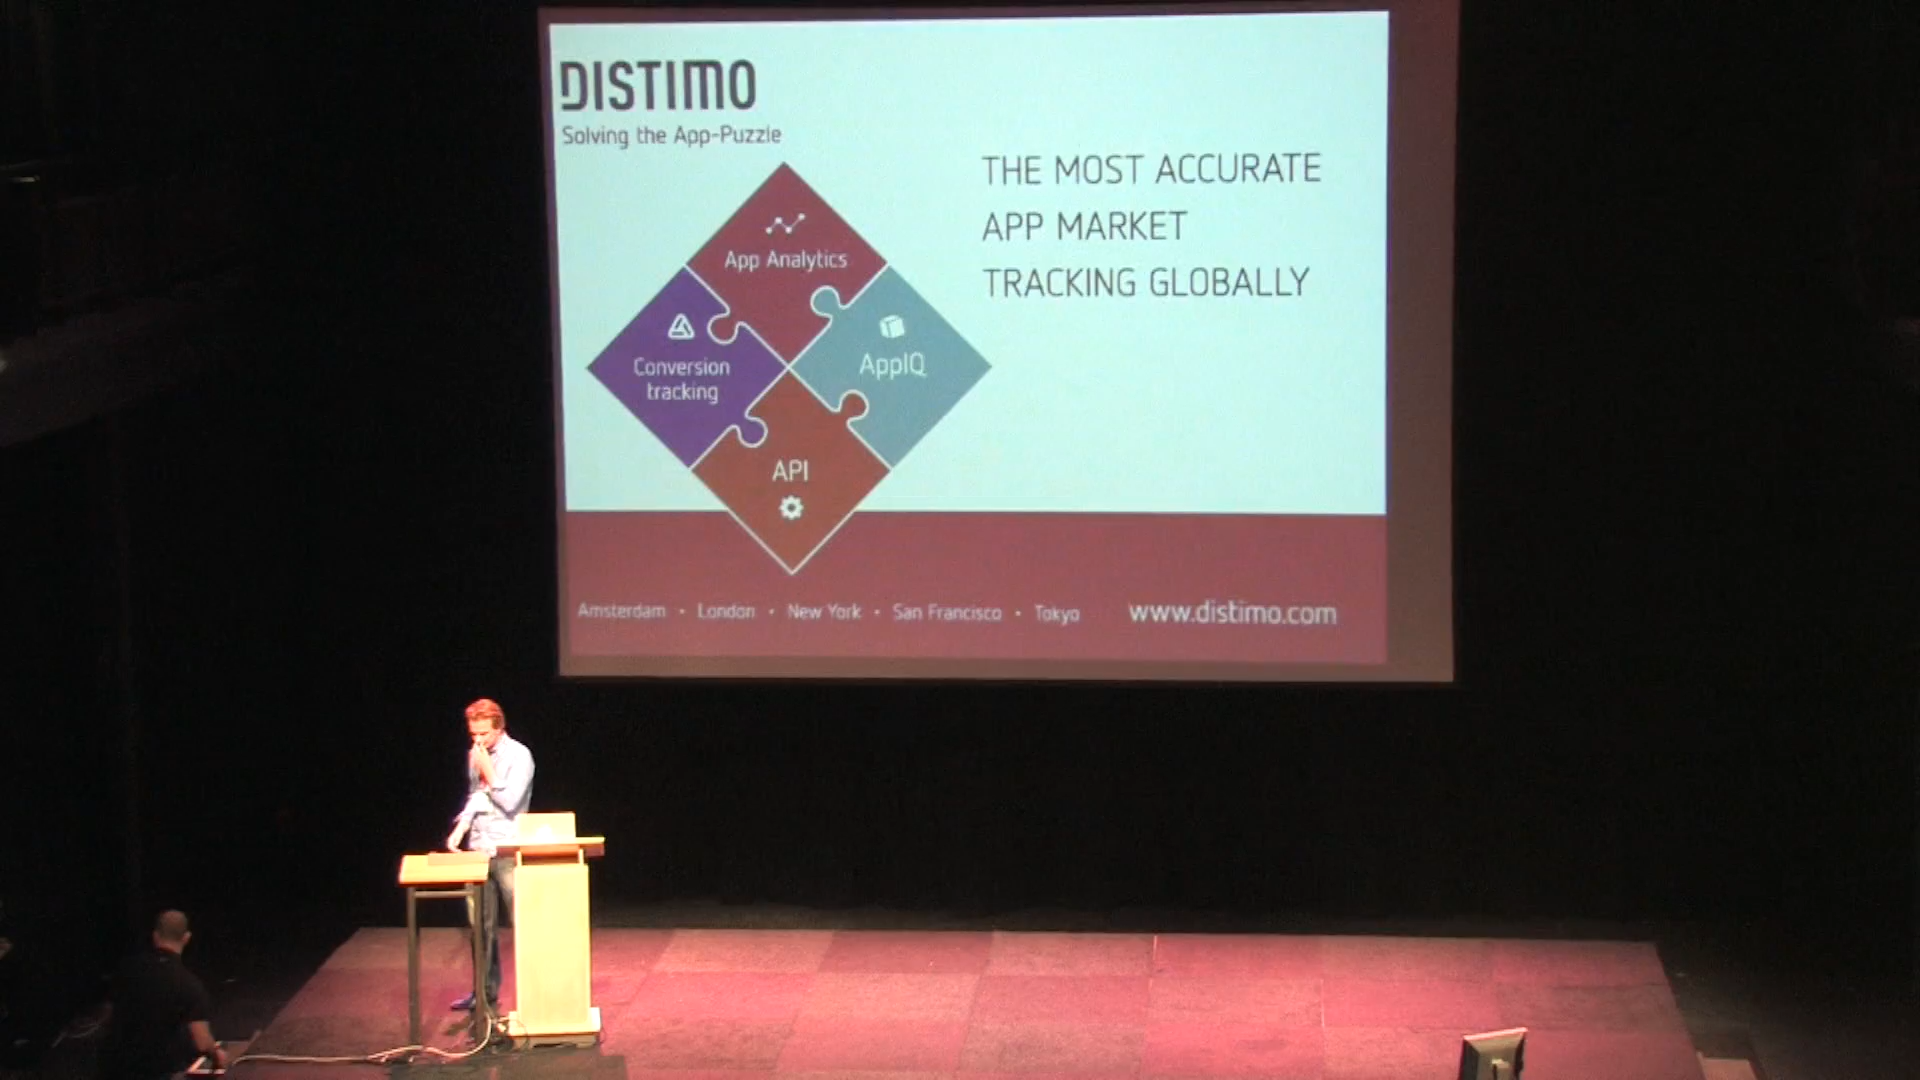 DISTIMO
Solving the App-Puzzle
THE MOST ACCURATE
APP MARKET
TRACKING GLOBALLY
App Analytics
Conversion
tracking
AppIQ
API
Amsterdam • London • New York • San Francisco • Tokyo
www.distimo.com